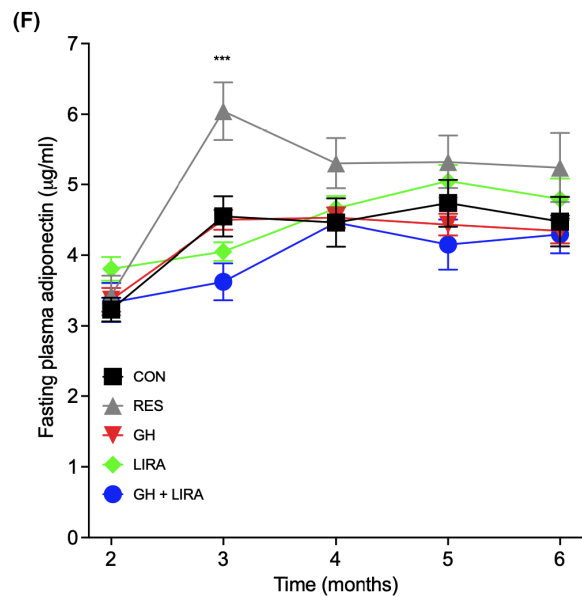 (F)
7
***
6
5
4
3
2
1
0
Fasting plasma adiponectin (µg/ml)
CON
RES
GH
LIRA
GH + LIRA
2 3 4 5 6
Time (months)